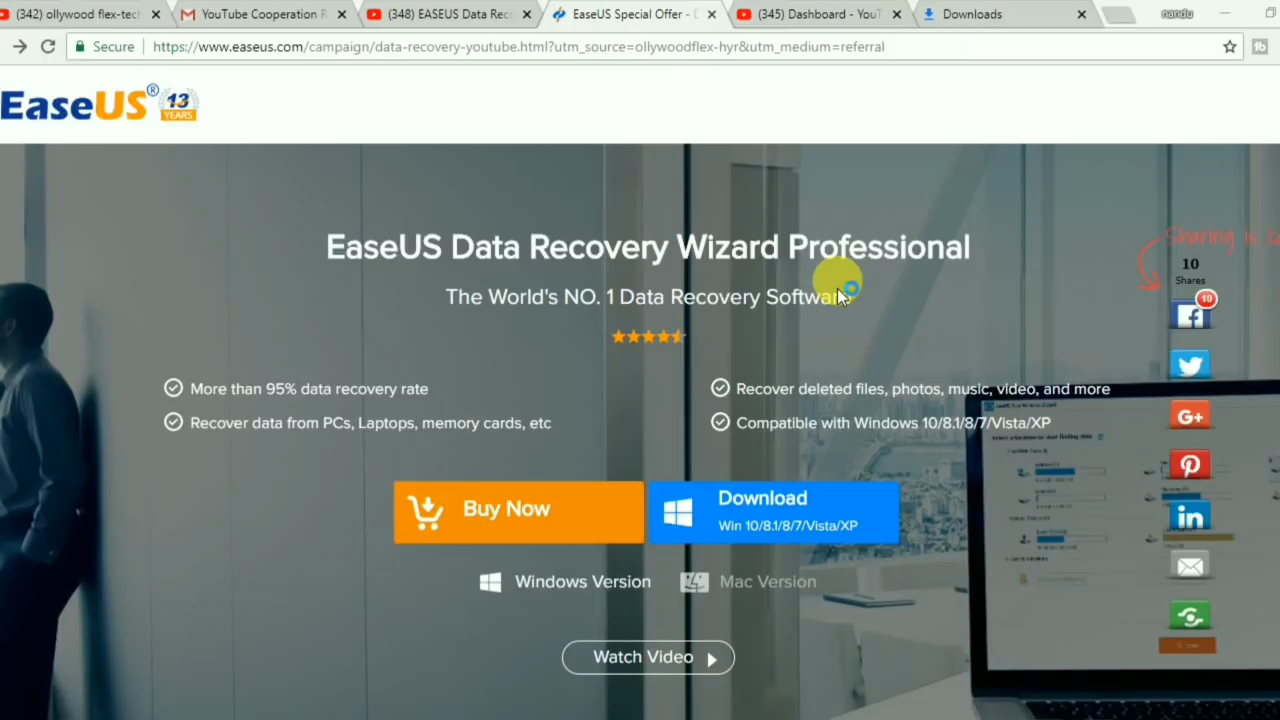 (342) ollywood flex-tech
YouTube Cooperation R
(348) EASEUS Data Rec
EaseUS Special Offer - D
(345) Dashboard - YouT
Downloads
nandu
Secure
https://www.easeus.com/campaign/data-recovery-youtube.html?utm_source=ollywoodflex-hyr&utm_medium=referral
EaseUS®
13
YEARS
EaseUS Data Recovery Wizard Professional
The World's NO. 1 Data Recovery Software
Sharing is c
10
Shares
10
More than 95% data recovery rate
Recover deleted files, photos, music, video, and more
Recover data from PCs, Laptops, memory cards, etc
Compatible with Windows 10/8.1/8/7/Vista/XP
G+
in
Buy Now
Download
Win 10/8.1/8/7/Vista/XP
Windows Version
Mac Version
Watch Video